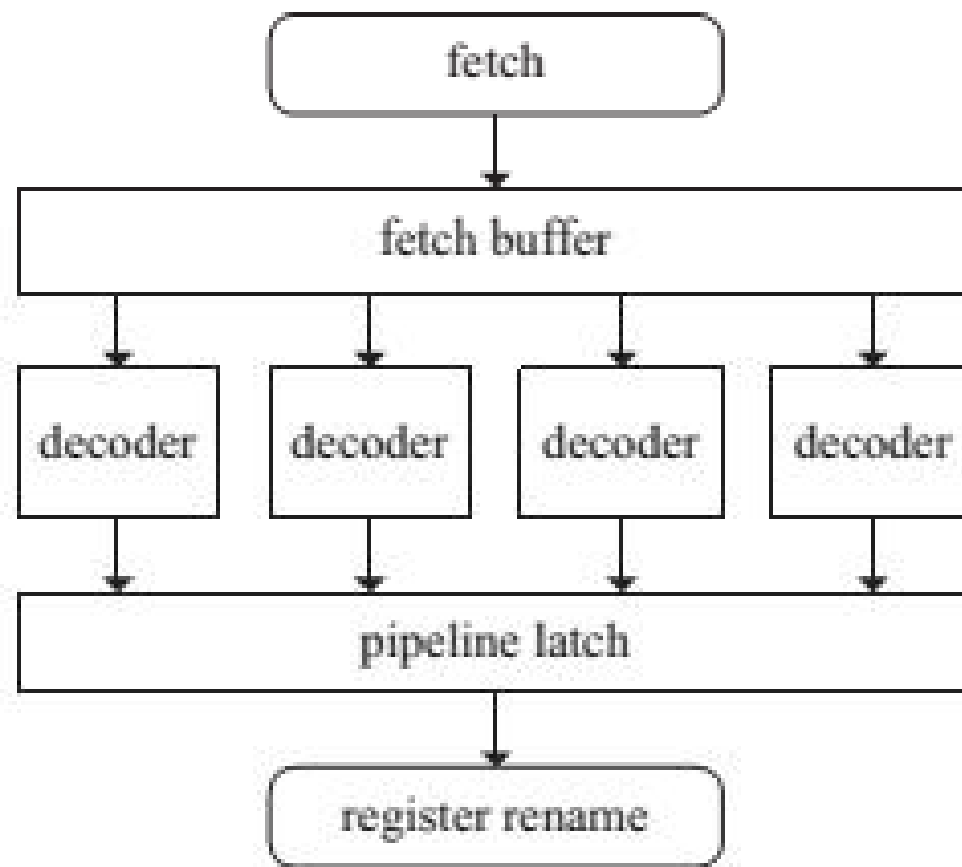 fetch
fetch buffer
decoder decoder decoder decoder
pipeline latch
register rename